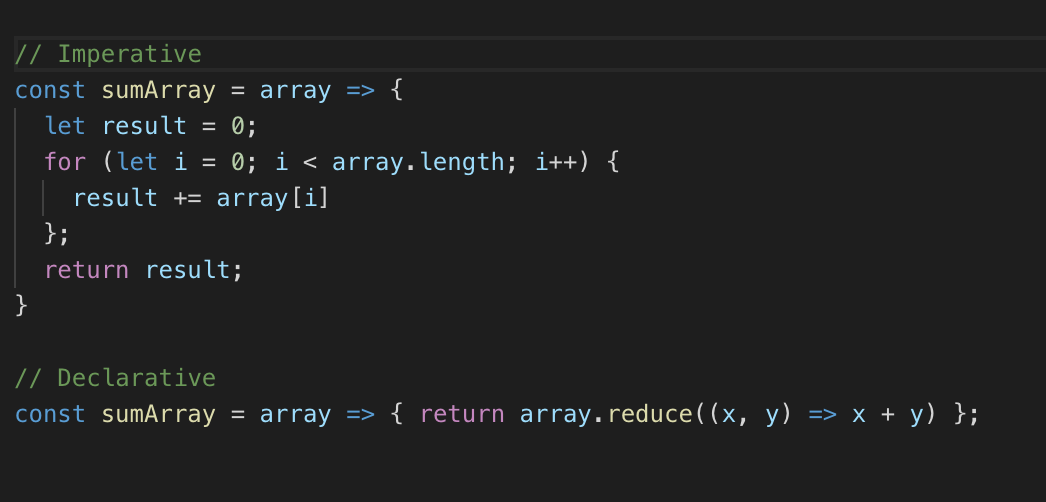 // Imperative
const sumArray = array => {
  let result = 0;
  for (let i = 0; i < array.length; i++) {
    result += array[i]
  };
  return result;
}
// Declarative
const sumArray = array => { return array.reduce((x, y) => x + y) };